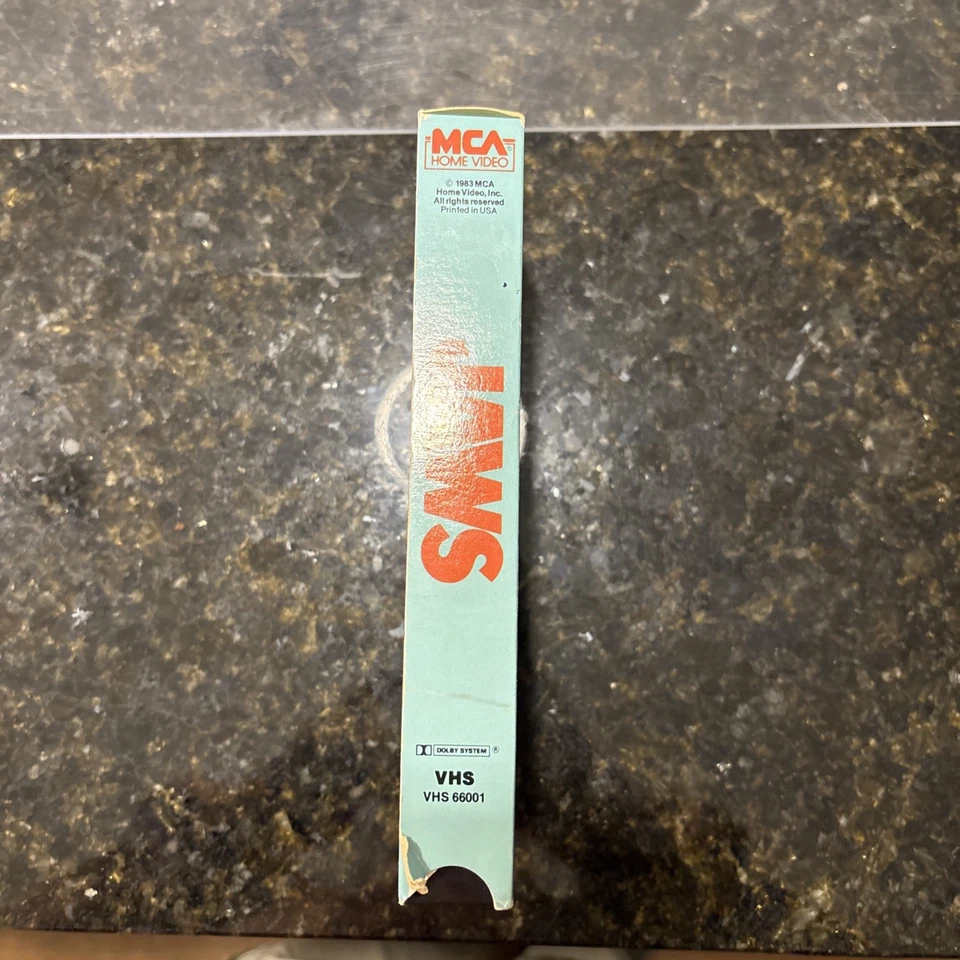 MCA®
HOME VIDEO
© 1983 MCA
Home Video, Inc.
All rights reserved
Printed in USA
JAWS
DOLBY SYSTEM ®
VHS
VHS 66001